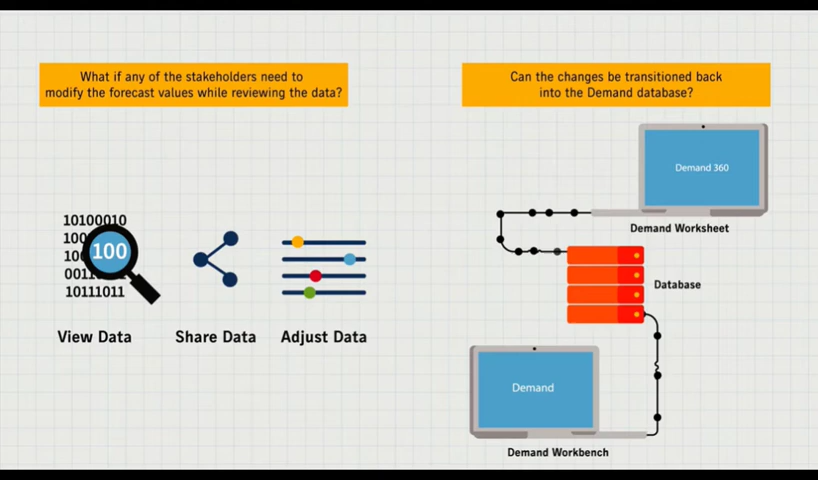 What if any of the stakeholders need to
modify the forecast values while reviewing the data?
Can the changes be transitioned back
into the Demand database?
Demand 360
Demand Worksheet
10100010
100
100
100
0011
10111011
View Data
Share Data
Adjust Data
Database
Demand
Demand Workbench